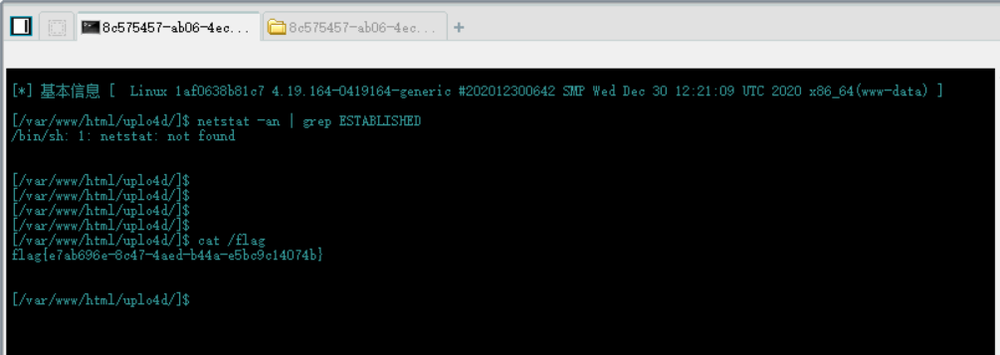 8c575457-ab06-4ec... 8c575457-ab06-4ec... +
[*] 基本信息 [ Linux 1af0638b81c7 4.19.164-0419164-generic #202012300642 SMP Wed Dec 30 12:21:09 UTC 2020 x86_64(www-data) ]
[/var/www/html/uplo4d/]$ netstat -an | grep ESTABLISHED
/bin/sh: 1: netstat: not found
[/var/www/html/uplo4d/]$
[/var/www/html/uplo4d/]$
[/var/www/html/uplo4d/]$
[/var/www/html/uplo4d/]$
[/var/www/html/uplo4d/]$ cat /flag
flag{e7ab696e-8c47-4aed-b44a-e5bc9c14074b}
[/var/www/html/uplo4d/]$